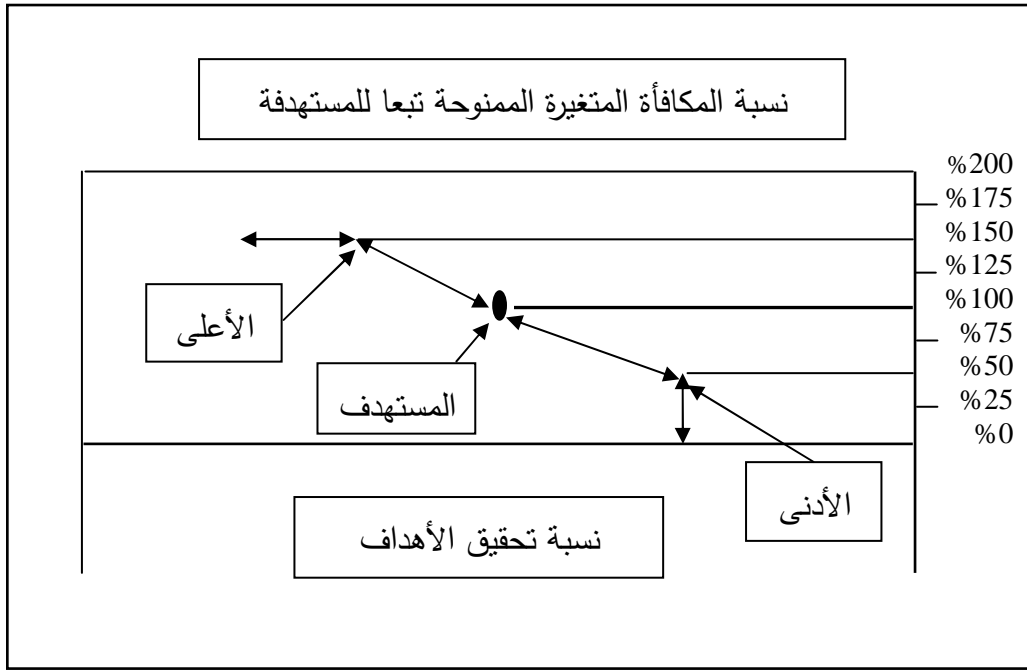 نسبة المكافأة المتغيرة الممنوحة تبعا للمستهدفة
%200
%175
%150
%125
%100
%75
%50
%25
%0
الأعلى
المستهدف
الأدنى
نسبة تحقيق الأهداف